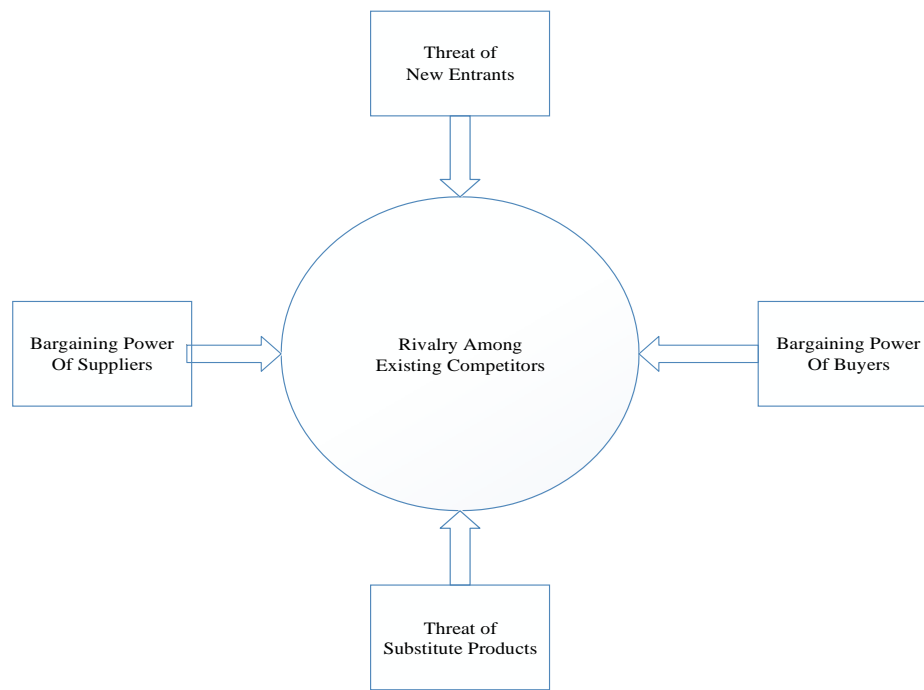 Threat of
New Entrants
Bargaining Power
Of Suppliers
Rivalry Among
Existing Competitors
Bargaining Power
Of Buyers
Threat of
Substitute Products